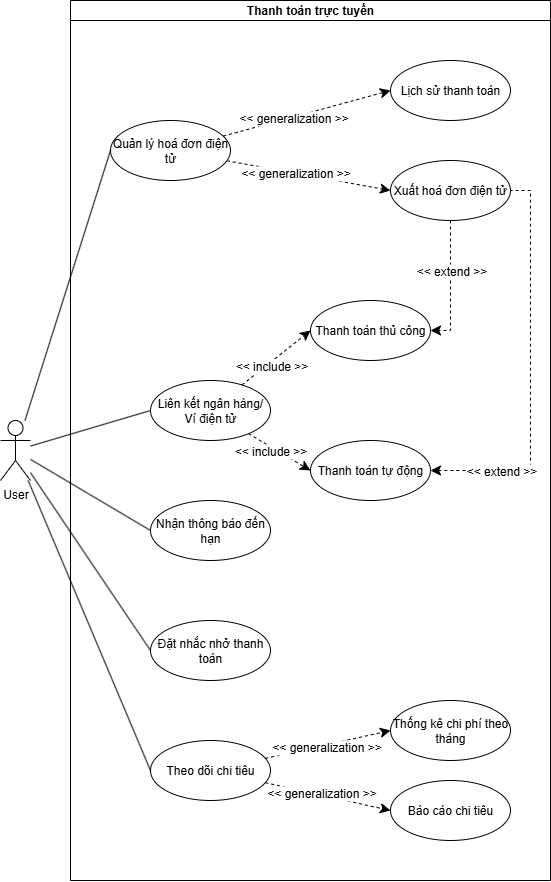 Thanh toán trực tuyến
Lịch sử thanh toán
<< generalization >>
Quản lý hoá đơn điện
tử
<< generalization >>
Xuất hoá đơn điện tử
<< extend >>
Thanh toán thủ công
<< include >>
Liên kết ngân hàng/
Ví điện tử
<< include >>
Thanh toán tự động
<< extend >>
User
Nhận thông báo đến
hạn
Đặt nhắc nhở thanh
toán
Thống kê chi phí theo
tháng
<< generalization >>
Theo dõi chi tiêu
<< generalization >>
Báo cáo chi tiêu